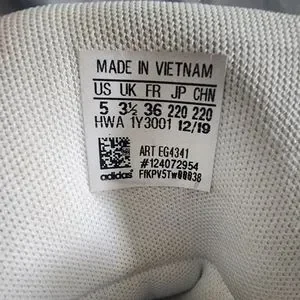 MADE IN VIETNAM
US UK FR JP CHN
5 3½ 36 220 220
HWA 1Y3001 12/19
ART EG4341
#124072954
adidas